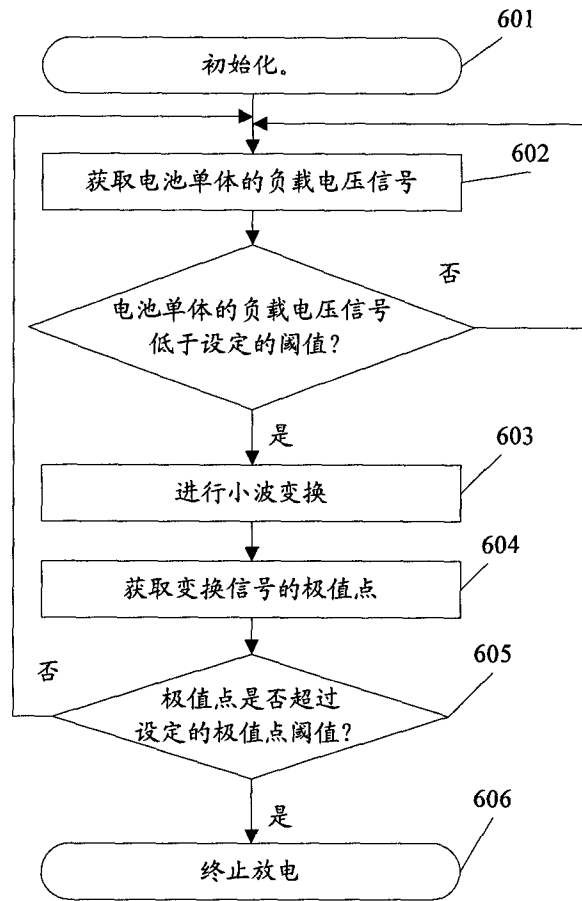 601
初始化。
602
获取电池单体的负载电压信号
否
电池单体的负载电压信号
低于设定的阈值?
是
603
进行小波变换
604
获取变换信号的极值点
否
605
极值点是否超过
设定的极值点阈值?
是
606
终止放电